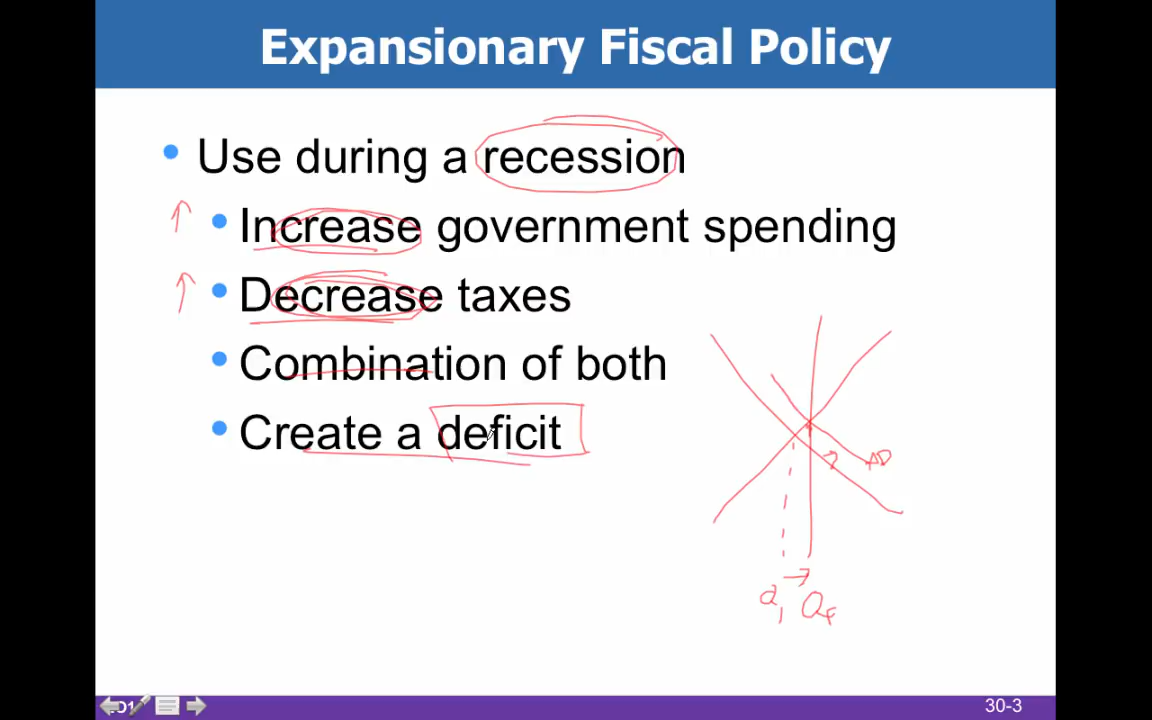 Expansionary Fiscal Policy
Use during a recession
Increase government spending
Decrease taxes
Combination of both
Create a deficit
AD
Q1 → Qf
30-3